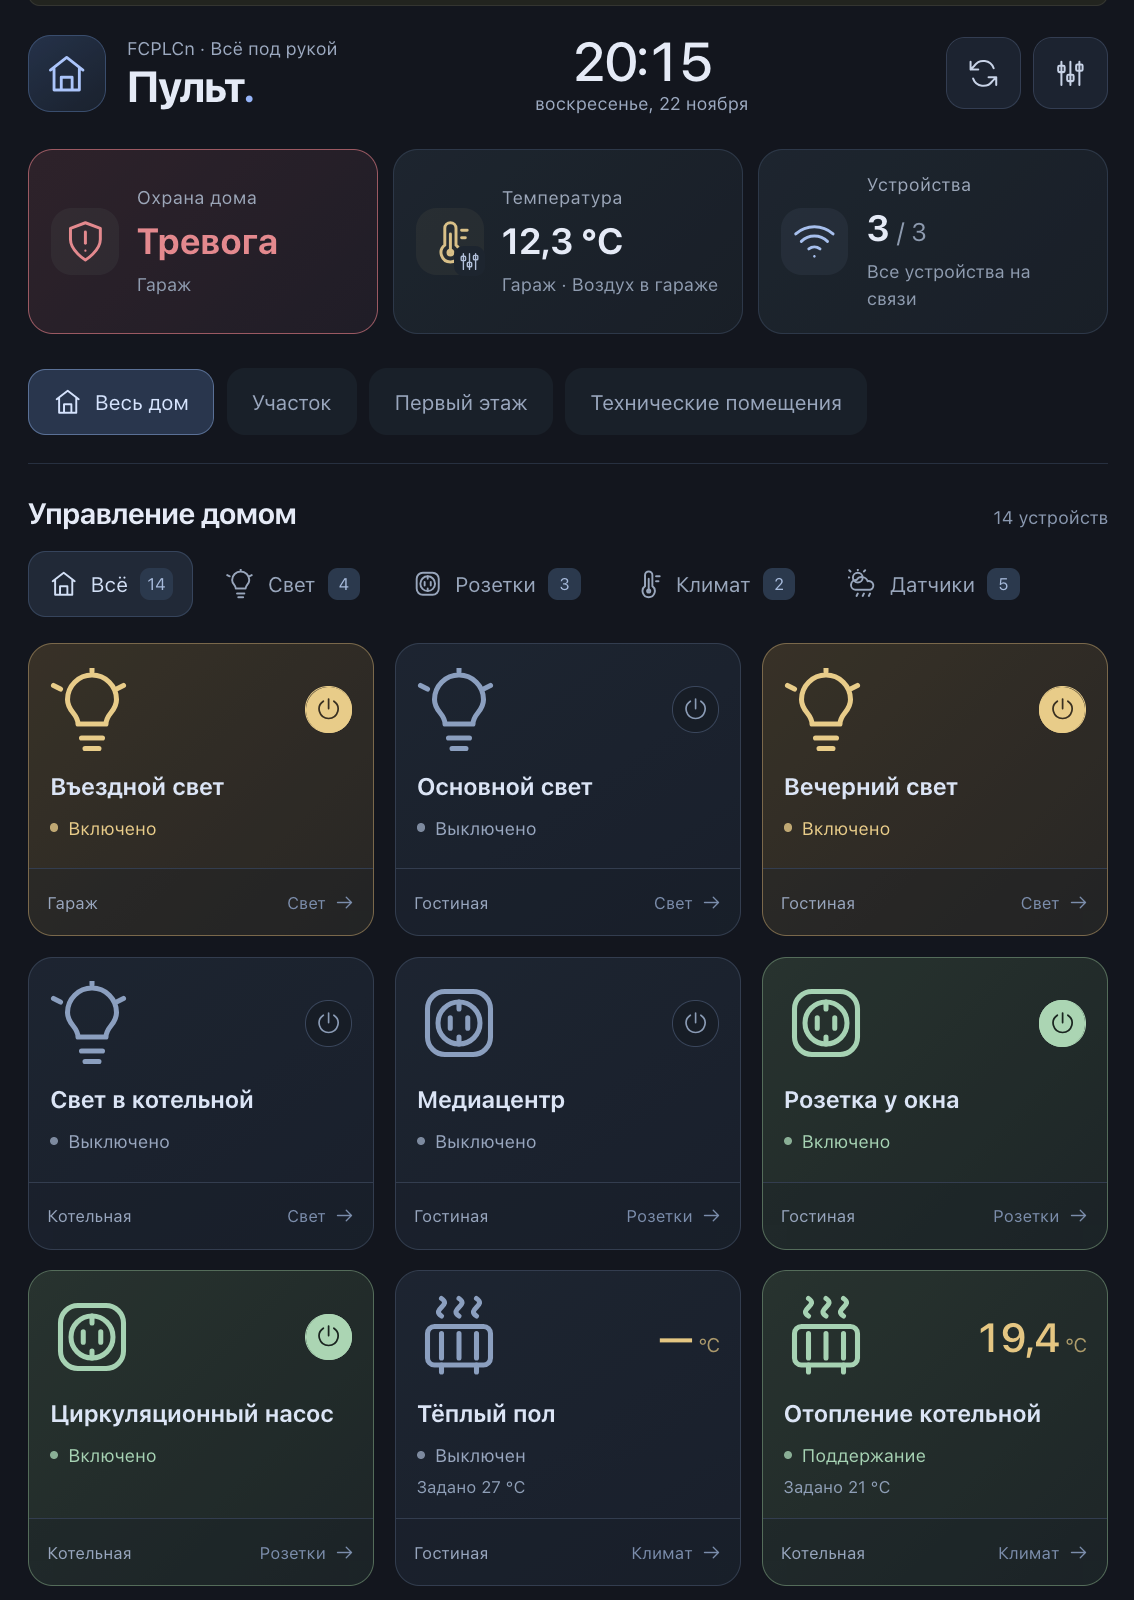 FCPLCn · Всё под рукой
Пульт.
20:15
воскресенье, 22 ноября
Охрана дома
Тревога
Гараж
Температура
12,3 °C
Гараж · Воздух в гараже
Устройства
3 / 3
Все устройства на
связи
Весь дом
Участок
Первый этаж
Технические помещения
Управление домом
14 устройств
Всё 14
Свет 4
Розетки 3
Климат 2
Датчики 5
Въездной свет
Включено
Гараж
Свет →
Основной свет
Выключено
Гостиная
Свет →
Вечерний свет
Включено
Гостиная
Свет →
Свет в котельной
Выключено
Котельная
Свет →
Медиацентр
Выключено
Гостиная
Розетки →
Розетка у окна
Включено
Гостиная
Розетки →
Циркуляционный насос
Включено
Котельная
Розетки →
— °C
Тёплый пол
Выключен
Задано 27 °C
Гостиная
Климат →
19,4 °C
Отопление котельной
Поддержание
Задано 21 °C
Котельная
Климат →